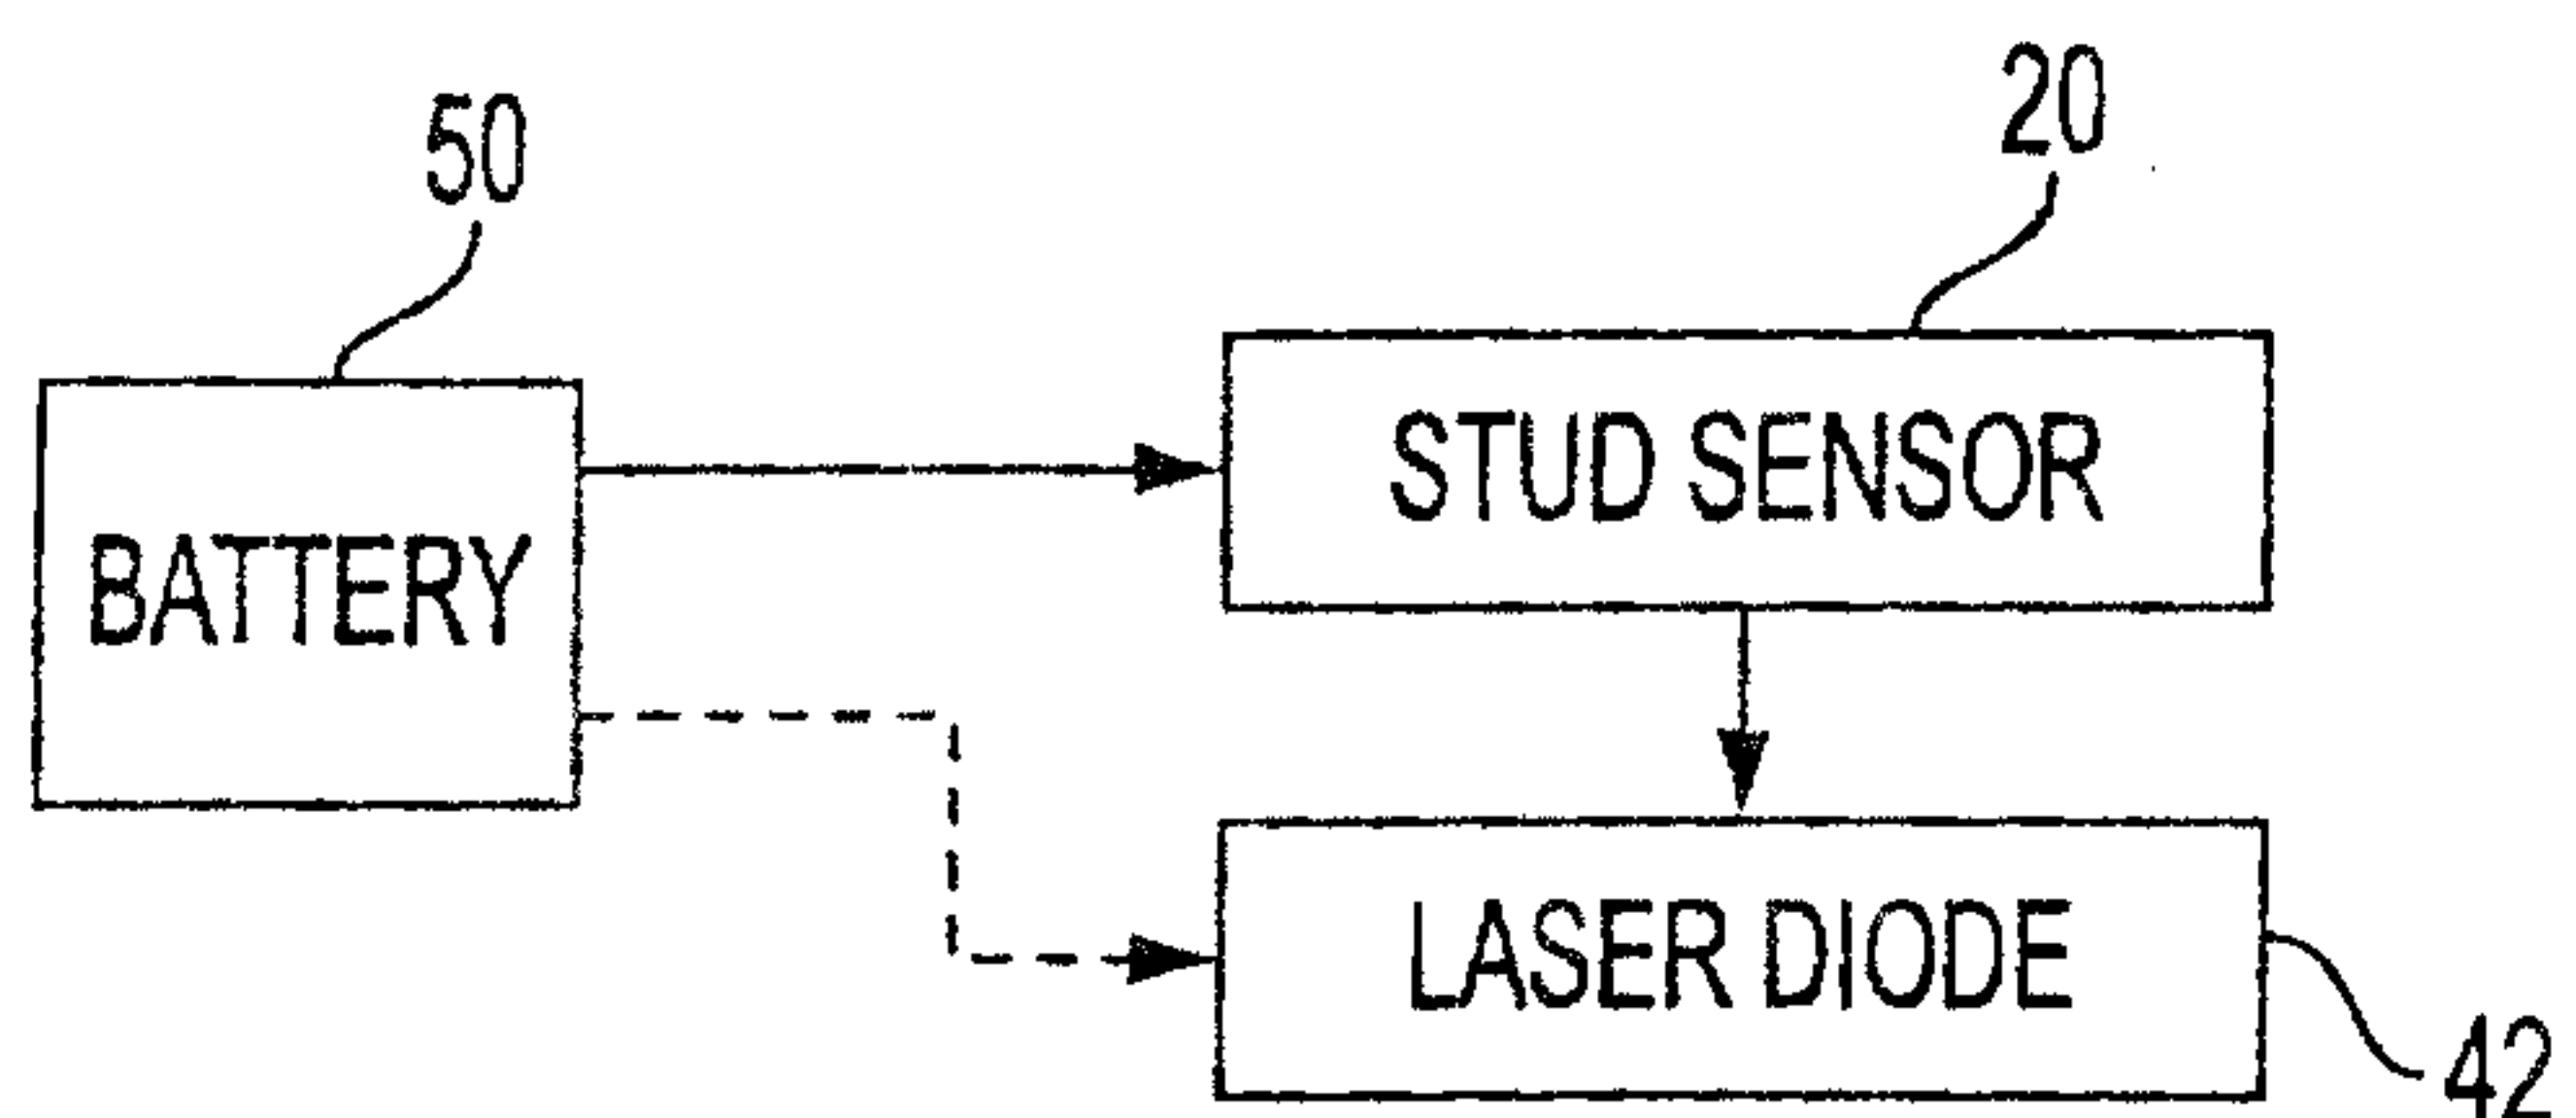 50
20
BATTERY
STUD SENSOR
LASER DIODE
42